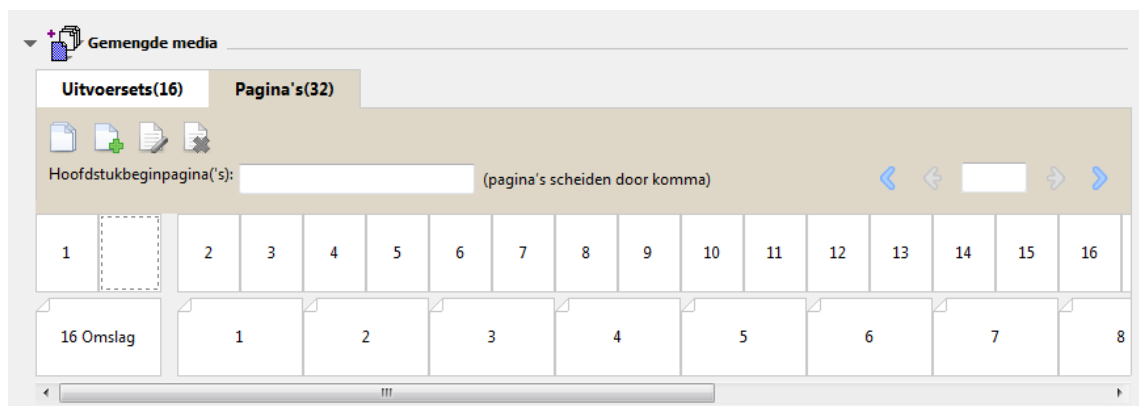 Gemengde media
Uitvoersets(16) Pagina's(32)
Hoofdstukbeginpagina('s): (pagina's scheiden door komma)
1 2 3 4 5 6 7 8 9 10 11 12 13 14 15 16
16 Omslag 1 2 3 4 5 6 7 8